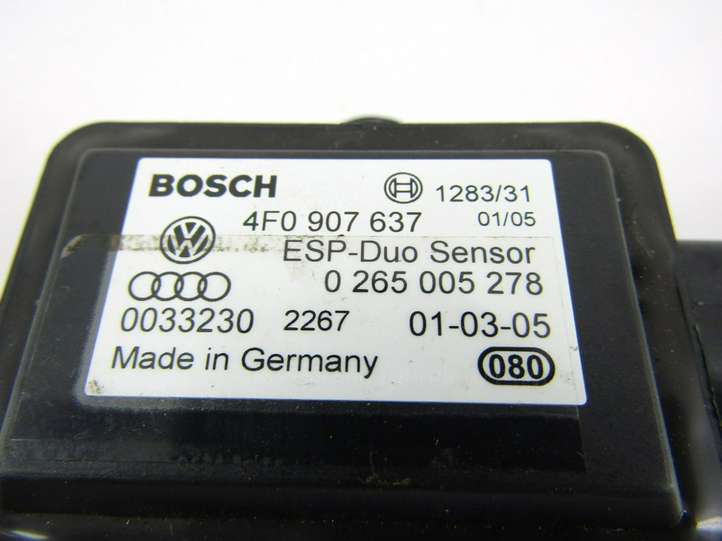 BOSCH 1283/31
4F0 907 637 01/05
ESP-Duo Sensor
0 265 005 278
0033230 2267 01-03-05
Made in Germany 080